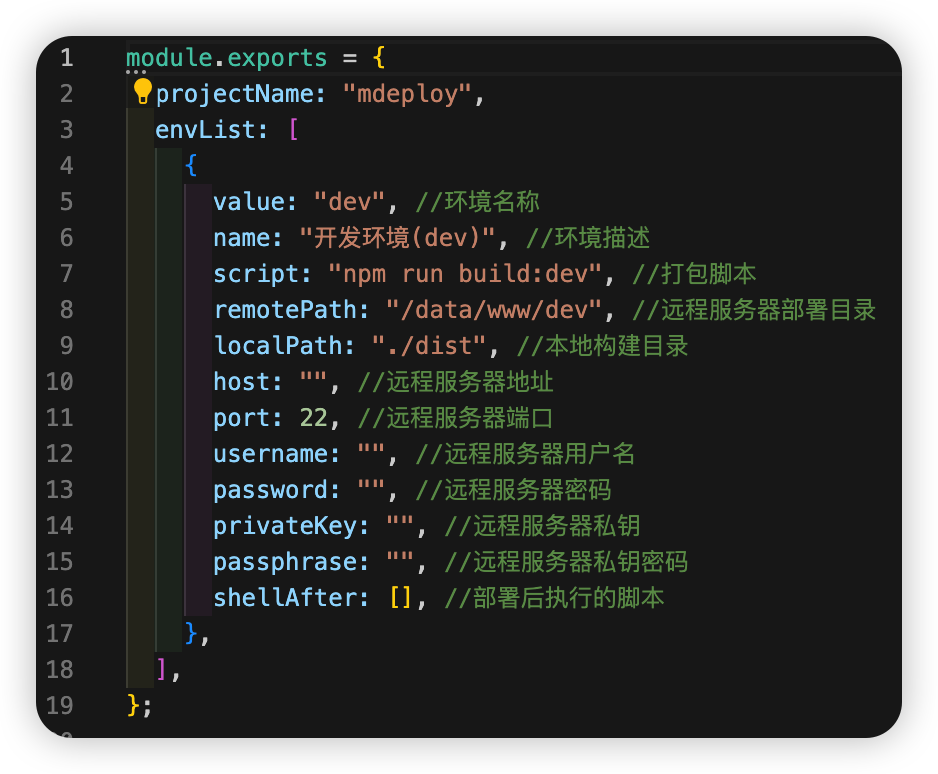 1 module.exports = {
2 projectName: "mdeploy",
3 envList: [
4 {
5 value: "dev", //环境名称
6 name: "开发环境(dev)", //环境描述
7 script: "npm run build:dev", //打包脚本
8 remotePath: "/data/www/dev", //远程服务器部署目录
9 localPath: "./dist", //本地构建目录
10 host: "", //远程服务器地址
11 port: 22, //远程服务器端口
12 username: "", //远程服务器用户名
13 password: "", //远程服务器密码
14 privateKey: "", //远程服务器私钥
15 passphrase: "", //远程服务器私钥密码
16 shellAfter: [], //部署后执行的脚本
17 },
18 ],
19 };